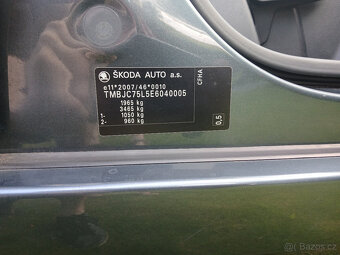 ŠKODA AUTO a.s.
e11*2007/46*0010
TMBJC75L5E6040005
1965 kg
3465 kg
1- 1050 kg
2- 960 kg
CFHA
0,5
Bazoš.cz